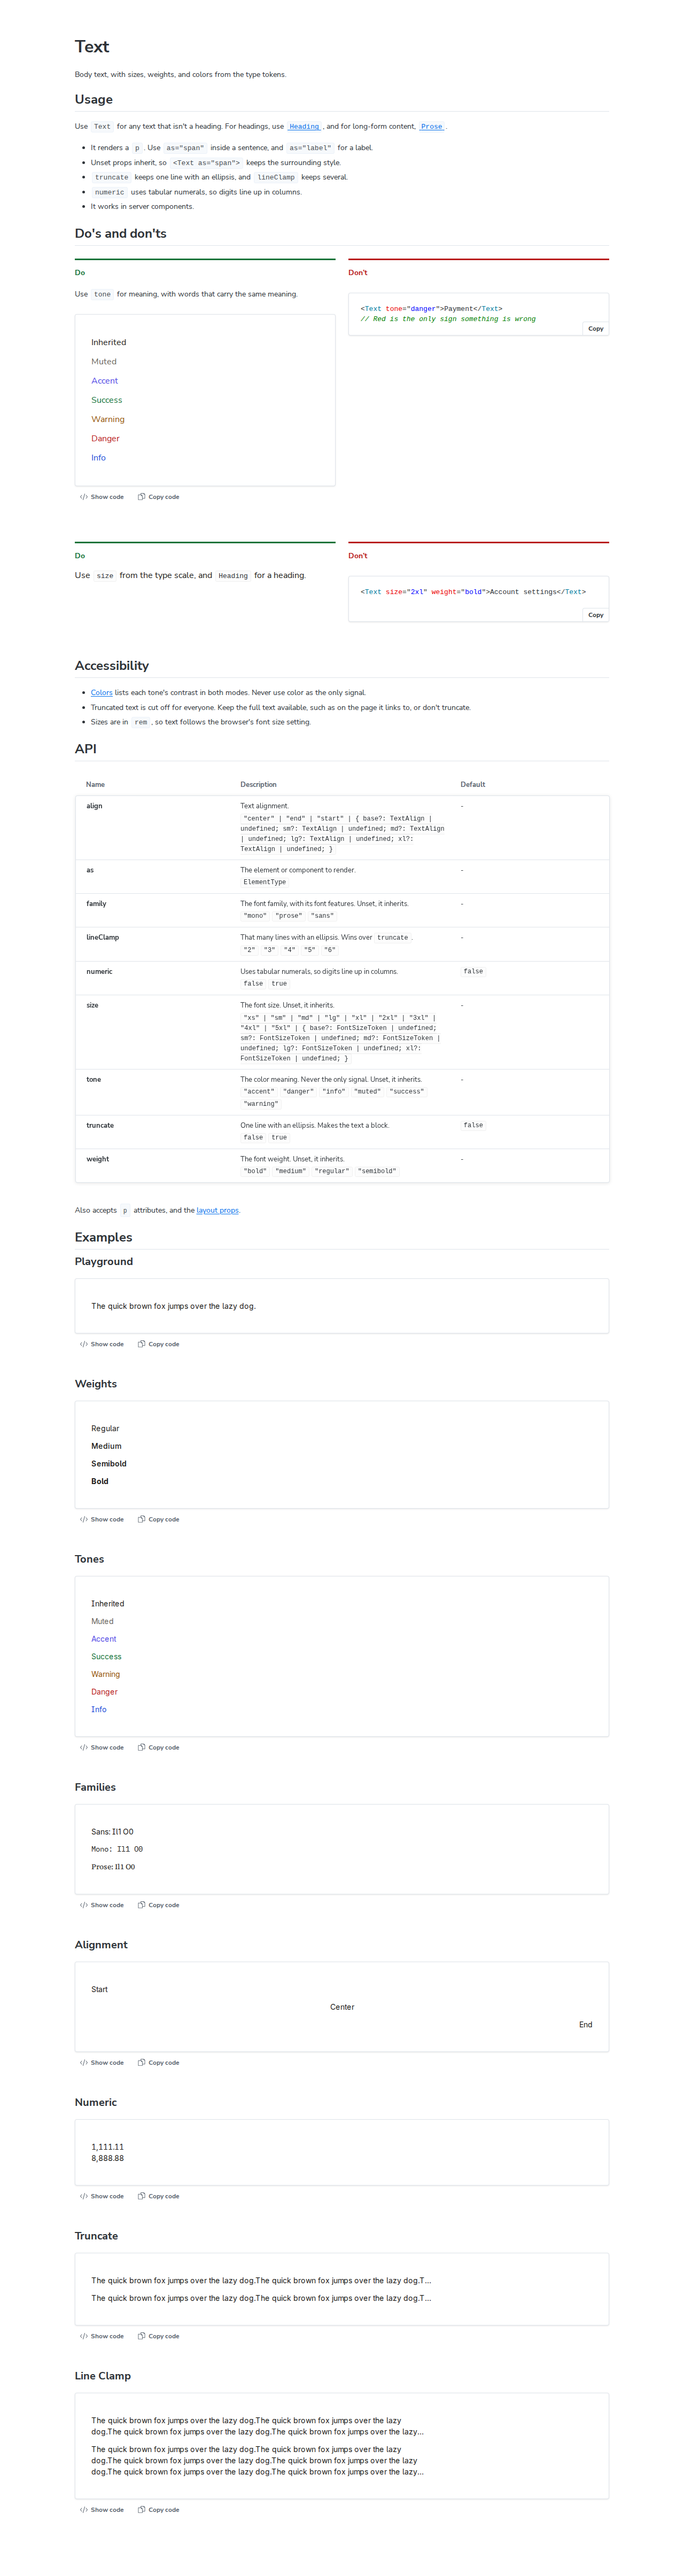 Text
Body text, with sizes, weights, and colors from the type tokens.
Usage
Use Text for any text that isn't a heading. For headings, use Heading, and for long-form content, Prose.
It renders a p. Use as="span" inside a sentence, and as="label" for a label.
Unset props inherit, so <Text as="span"> keeps the surrounding style.
truncate keeps one line with an ellipsis, and lineClamp keeps several.
numeric uses tabular numerals, so digits line up in columns.
It works in server components.
Do's and don'ts
Do
Use tone for meaning, with words that carry the same meaning.
Inherited
Muted
Accent
Success
Warning
Danger
Info
Show code Copy code
Don't
<Text tone="danger">Payment</Text>
// Red is the only sign something is wrong
Copy
Do
Use size from the type scale, and Heading for a heading.
Don't
<Text size="2xl" weight="bold">Account settings</Text>
Copy
Accessibility
Colors lists each tone's contrast in both modes. Never use color as the only signal.
Truncated text is cut off for everyone. Keep the full text available, such as on the page it links to, or don't truncate.
Sizes are in rem, so text follows the browser's font size setting.
API
Name Description Default
align Text alignment. -
"center" | "end" | "start" | { base?: TextAlign |
undefined; sm?: TextAlign | undefined; md?: TextAlign
| undefined; lg?: TextAlign | undefined; xl?:
TextAlign | undefined; }
as The element or component to render. -
ElementType
family The font family, with its font features. Unset, it inherits. -
"mono" "prose" "sans"
lineClamp That many lines with an ellipsis. Wins over truncate. -
"2" "3" "4" "5" "6"
numeric Uses tabular numerals, so digits line up in columns. false
false true
size The font size. Unset, it inherits. -
"xs" | "sm" | "md" | "lg" | "xl" | "2xl" | "3xl" |
"4xl" | "5xl" | { base?: FontSizeToken | undefined;
sm?: FontSizeToken | undefined; md?: FontSizeToken |
undefined; lg?: FontSizeToken | undefined; xl?:
FontSizeToken | undefined; }
tone The color meaning. Never the only signal. Unset, it inherits. -
"accent" "danger" "info" "muted" "success"
"warning"
truncate One line with an ellipsis. Makes the text a block. false
false true
weight The font weight. Unset, it inherits. -
"bold" "medium" "regular" "semibold"
Also accepts p attributes, and the layout props.
Examples
Playground
The quick brown fox jumps over the lazy dog.
Show code Copy code
Weights
Regular
Medium
Semibold
Bold
Show code Copy code
Tones
Inherited
Muted
Accent
Success
Warning
Danger
Info
Show code Copy code
Families
Sans: Il1 O0
Mono: Il1 O0
Prose: Il1 O0
Show code Copy code
Alignment
Start
Center
End
Show code Copy code
Numeric
1,111.11
8,888.88
Show code Copy code
Truncate
The quick brown fox jumps over the lazy dog.The quick brown fox jumps over the lazy dog.T...
The quick brown fox jumps over the lazy dog.The quick brown fox jumps over the lazy dog.T...
Show code Copy code
Line Clamp
The quick brown fox jumps over the lazy dog.The quick brown fox jumps over the lazy
dog.The quick brown fox jumps over the lazy dog.The quick brown fox jumps over the lazy...
The quick brown fox jumps over the lazy dog.The quick brown fox jumps over the lazy
dog.The quick brown fox jumps over the lazy dog.The quick brown fox jumps over the lazy
dog.The quick brown fox jumps over the lazy dog.The quick brown fox jumps over the lazy...
Show code Copy code